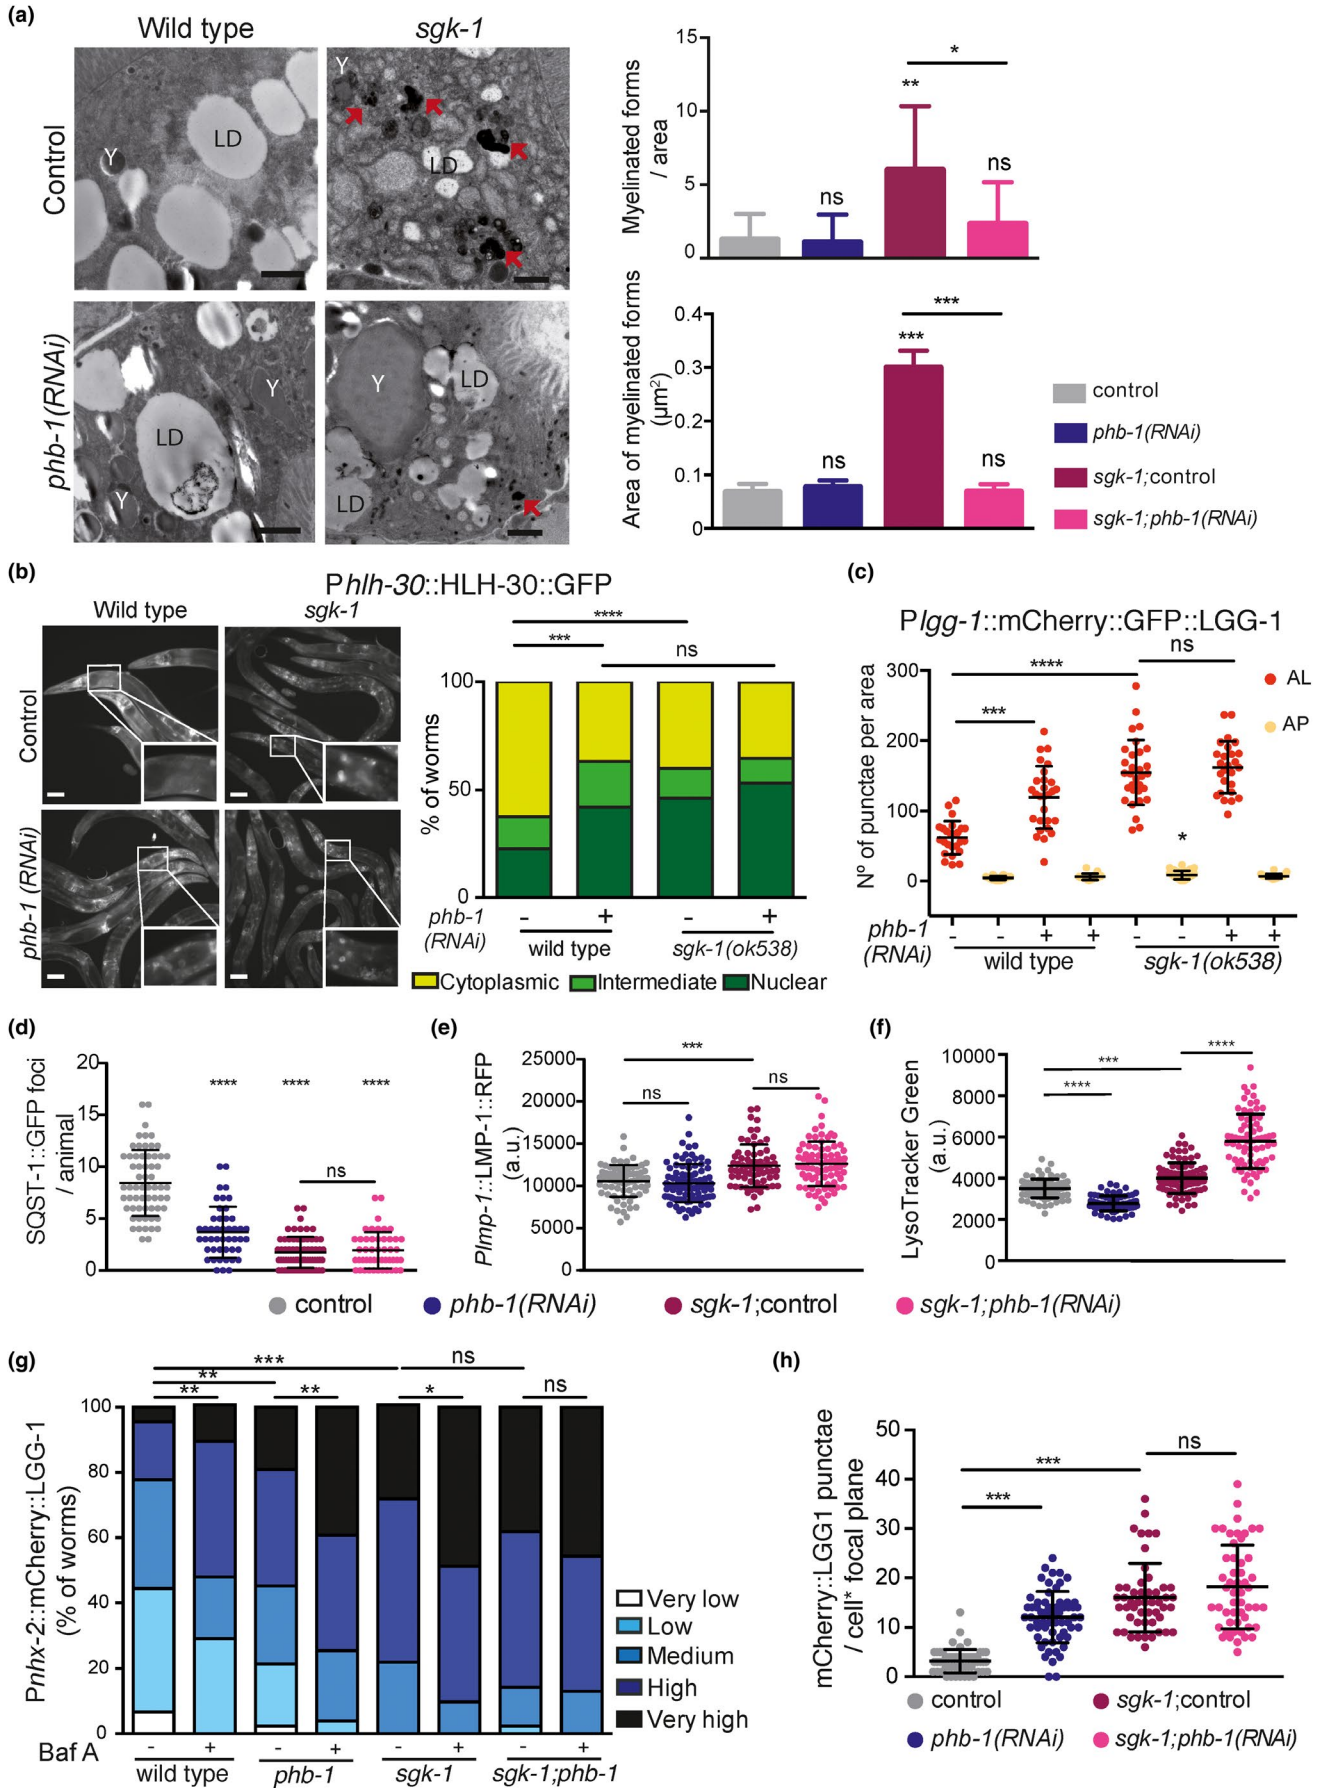 (a)
Wild type
sgk-1
Control
phb-1(RNAi)
LD
Y
Y
LD
LD
Y
Y
Y
LD
LD
Myelinated forms
/ area
15
10
5
0
ns
**
ns
*
Area of myelinated forms
(µm2)
0.4
0.3
0.2
0.1
0
ns
***
ns
***
control
phb-1(RNAi)
sgk-1;control
sgk-1;phb-1(RNAi)
(b)
Phlh-30::HLH-30::GFP
Wild type
sgk-1
Control
phb-1 (RNAi)
****
***
ns
% of worms
100
50
0
phb-1
(RNAi)
- + - +
wild type
sgk-1(ok538)
Cytoplasmic
Intermediate
Nuclear
(c)
Plgg-1::mCherry::GFP::LGG-1
Nº of punctae per area
300
200
100
0
***
****
ns
*
AL
AP
phb-1
(RNAi)
- - + + - - + +
wild type
sgk-1(ok538)
(d)
SQST-1::GFP foci
/ animal
20
15
10
5
0
**** **** ****
ns
(e)
Plmp-1::LMP-1::RFP
(a.u.)
25000
20000
15000
10000
5000
0
***
ns
ns
(f)
LysoTracker Green
(a.u.)
10000
8000
6000
4000
2000
0
****
***
****
control
phb-1(RNAi)
sgk-1;control
sgk-1;phb-1(RNAi)
(g)
Pnhx-2::mCherry::LGG-1
(% of worms)
100
80
60
40
20
0
***
ns
**
** ** * ns
Baf A
- + - + - + - +
wild type
phb-1
sgk-1
sgk-1;phb-1
Very low
Low
Medium
High
Very high
(h)
mCherry::LGG1 punctae
/ cell* focal plane
50
40
30
20
10
0
ns
***
***
control
sgk-1;control
phb-1(RNAi)
sgk-1;phb-1(RNAi)